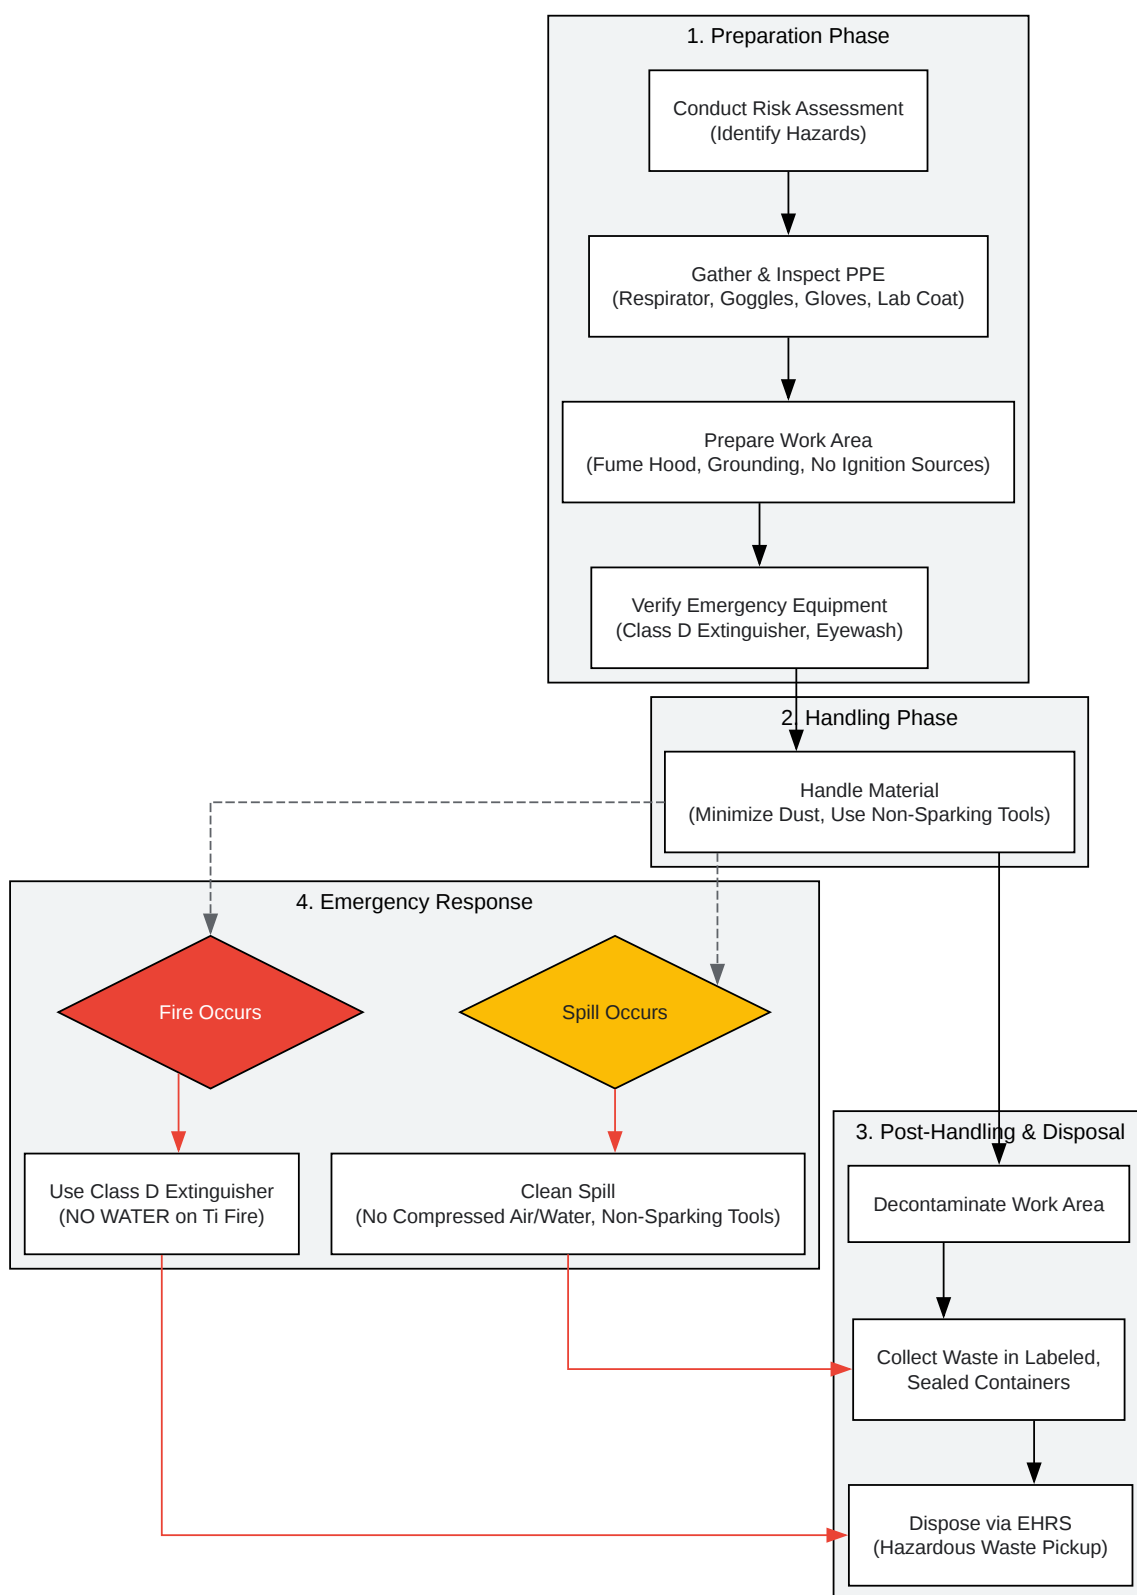 1. Preparation Phase
Conduct Risk Assessment
(Identify Hazards)
Gather & Inspect PPE
(Respirator, Goggles, Gloves, Lab Coat)
Prepare Work Area
(Fume Hood, Grounding, No Ignition Sources)
Verify Emergency Equipment
(Class D Extinguisher, Eyewash)
2. Handling Phase
Handle Material
(Minimize Dust, Use Non-Sparking Tools)
4. Emergency Response
Fire Occurs
Spill Occurs
Use Class D Extinguisher
(NO WATER on Ti Fire)
Clean Spill
(No Compressed Air/Water, Non-Sparking Tools)
3. Post-Handling & Disposal
Decontaminate Work Area
Collect Waste in Labeled,
Sealed Containers
Dispose via EHRS
(Hazardous Waste Pickup)